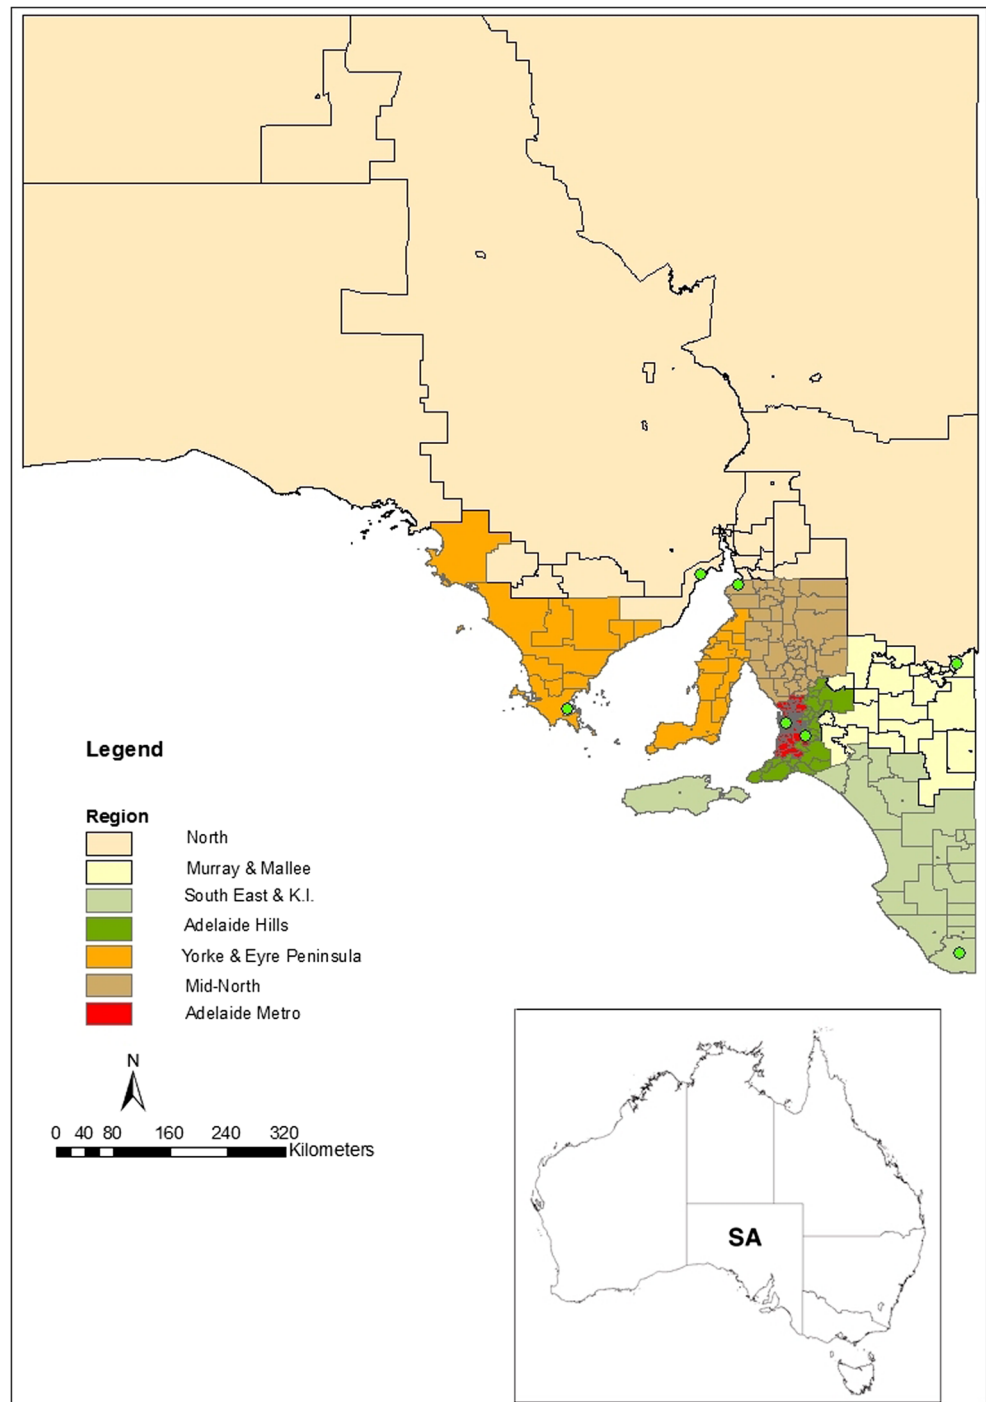 Legend
Region
North
Murray & Mallee
South East & K.I.
Adelaide Hills
Yorke & Eyre Peninsula
Mid-North
Adelaide Metro
N
0 40 80 160 240 320
Kilometers
SA